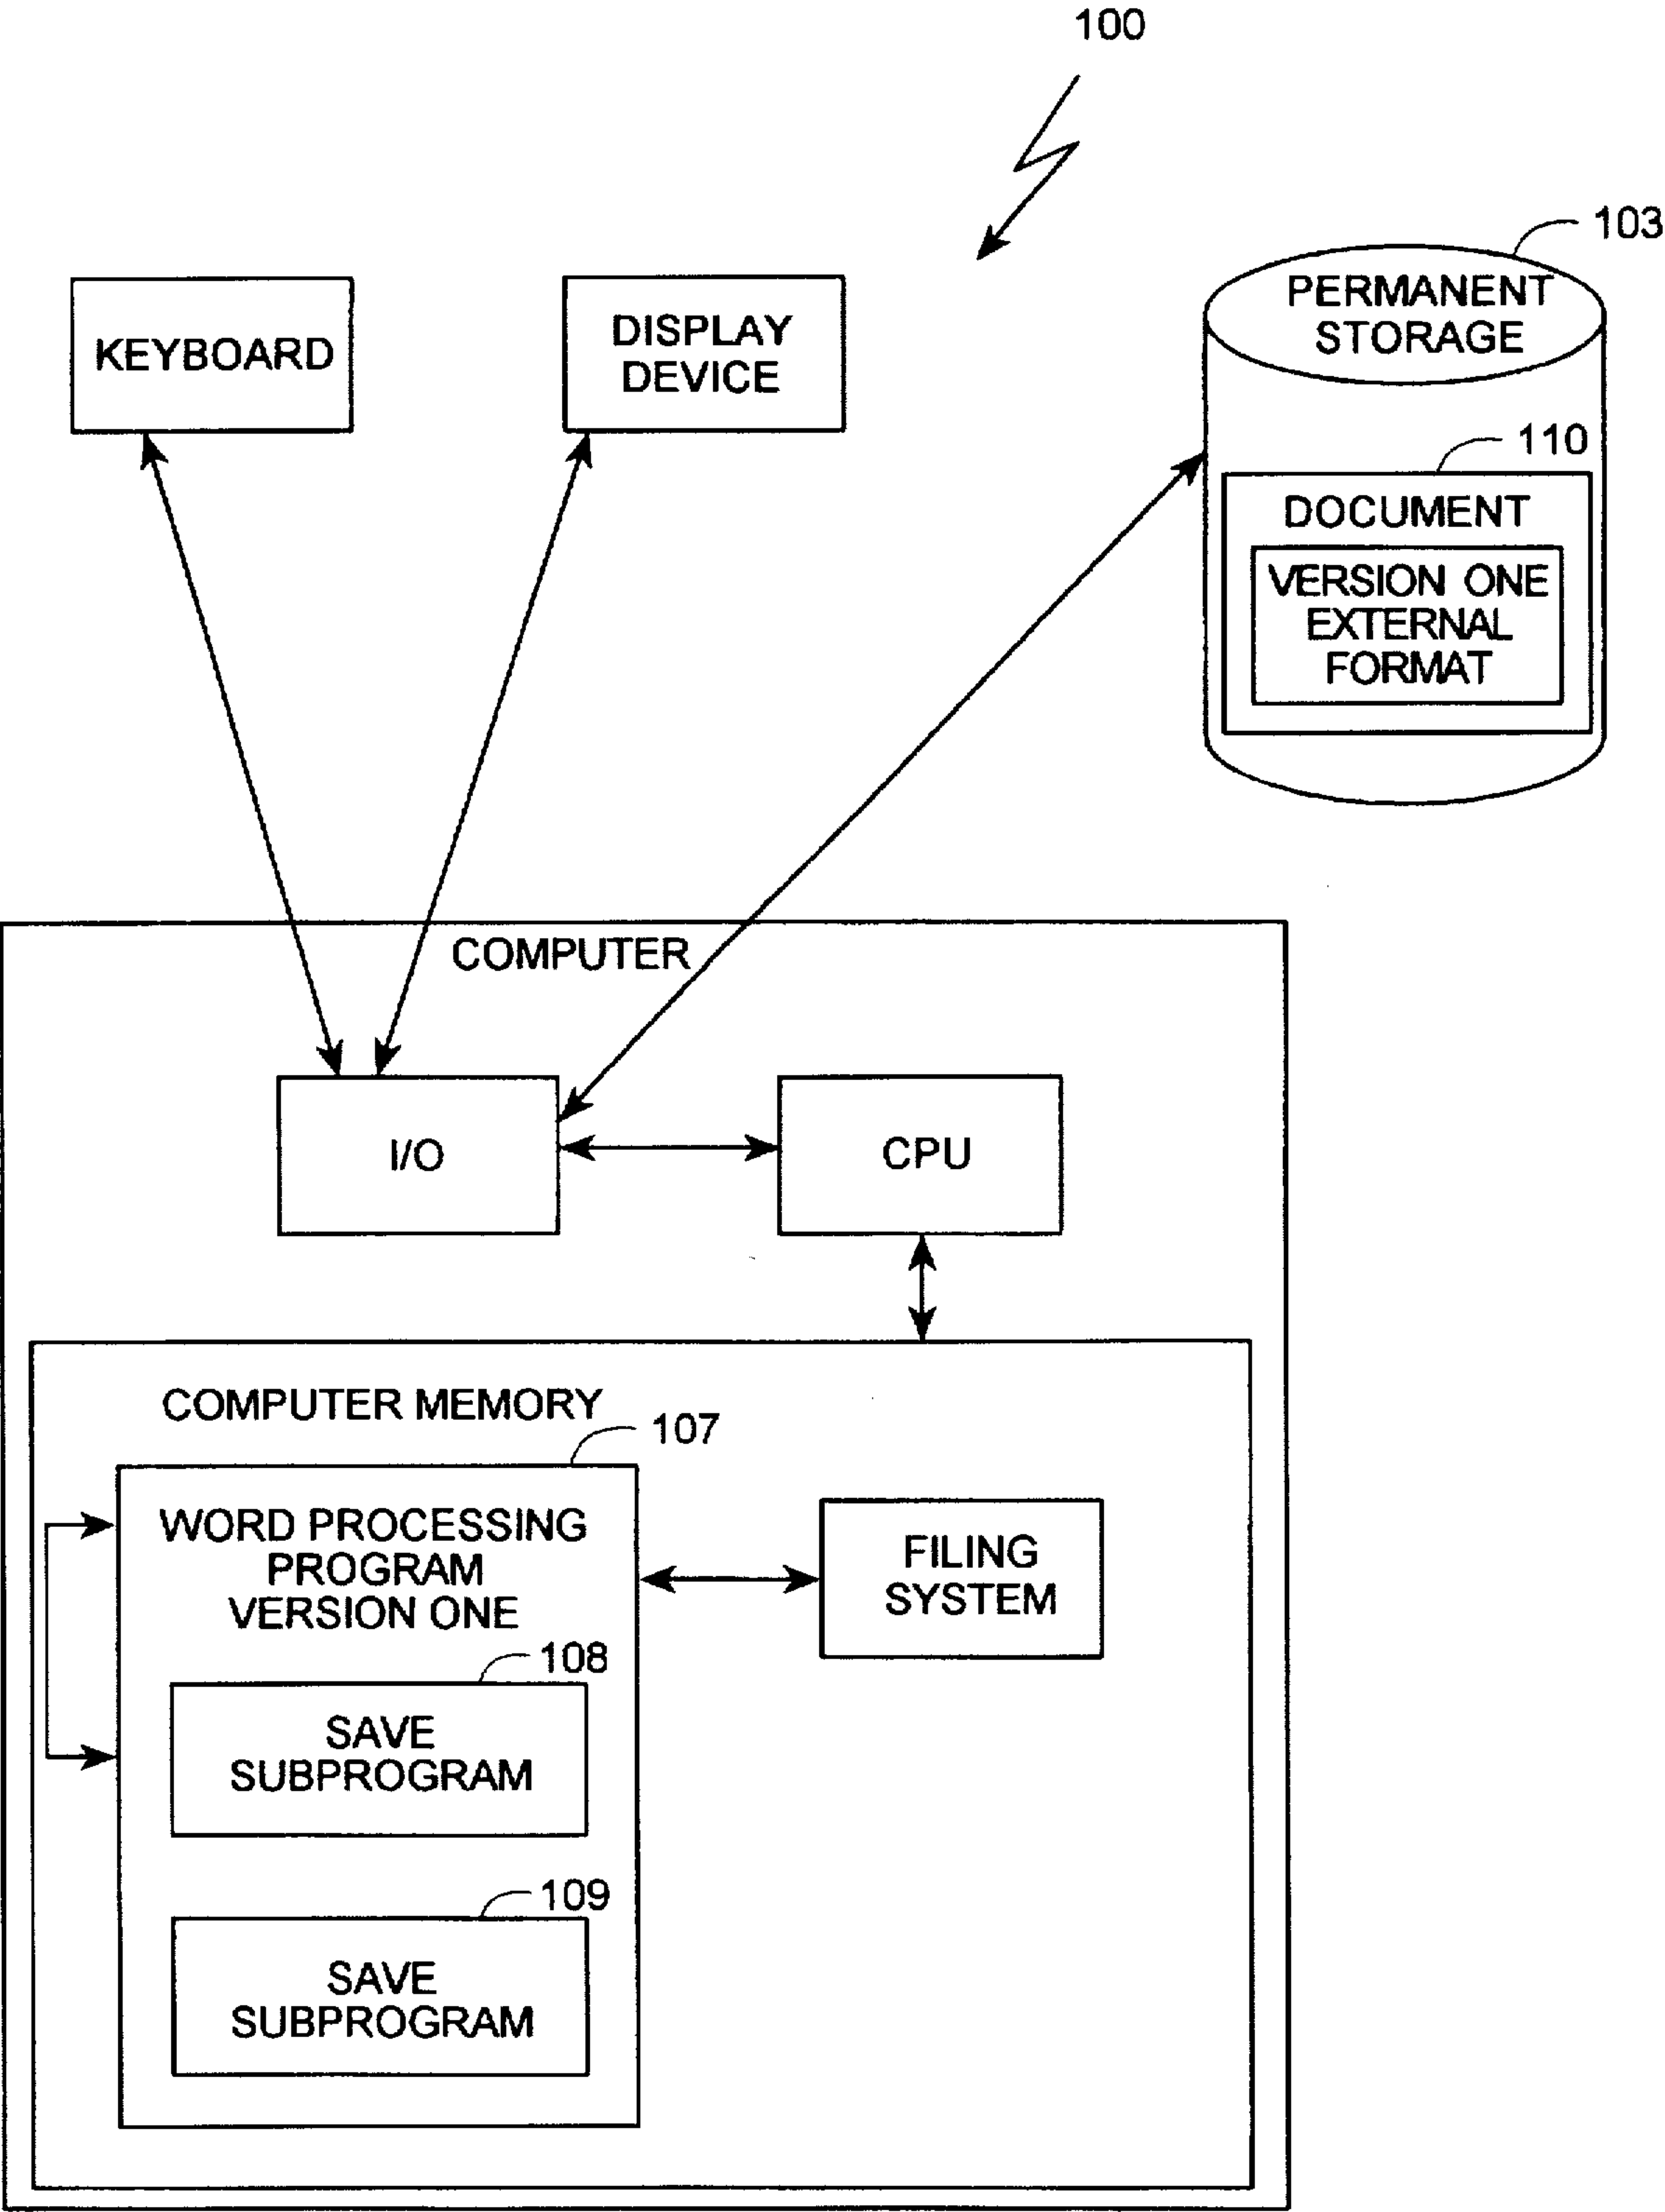 100
103
KEYBOARD
DISPLAY
DEVICE
PERMANENT
STORAGE
110
DOCUMENT
VERSION ONE
EXTERNAL
FORMAT
COMPUTER
I/O
CPU
COMPUTER MEMORY
107
WORD PROCESSING
PROGRAM
VERSION ONE
FILING
SYSTEM
108
SAVE
SUBPROGRAM
109
SAVE
SUBPROGRAM